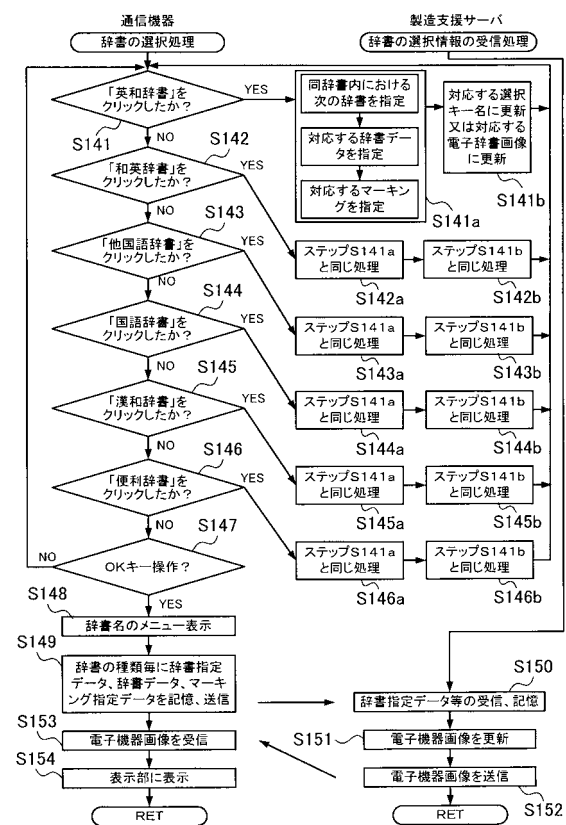 通信機器
製造支援サーバ
辞書の選択処理
辞書の選択情報の受信処理
「英和辞書」を
クリックしたか?
YES
NO
S141
同辞書内における
次の辞書を指定
対応する辞書デー
タを指定
対応するマーキン
グを指定
S141a
対応する選択
キー名に更新
又は対応する
電子辞書画像
に更新
S141b
「和英辞書」を
クリックしたか?
S142
YES
NO
ステップS141a
と同じ処理
S142a
ステップS141b
と同じ処理
S142b
「他国語辞書」を
クリックしたか?
S143
YES
NO
ステップS141a
と同じ処理
S143a
ステップS141b
と同じ処理
S143b
「国語辞書」を
クリックしたか?
S144
YES
NO
ステップS141a
と同じ処理
S144a
ステップS141b
と同じ処理
S144b
「漢和辞書」を
クリックしたか?
S145
YES
NO
ステップS141a
と同じ処理
S145a
ステップS141b
と同じ処理
S145b
「便利辞書」を
クリックしたか?
S146
YES
NO
ステップS141a
と同じ処理
S146a
ステップS141b
と同じ処理
S146b
OKキー操作?
S147
NO
YES
S148
辞書名のメニュー表示
S149
辞書の種類毎に辞書指定
データ、辞書データ、マーキ
ング指定データを記憶、送信
S150
辞書指定データ等の受信、記憶
S151
電子機器画像を更新
S152
電子機器画像を送信
S153
電子機器画像を受信
S154
表示部に表示
RET
RET